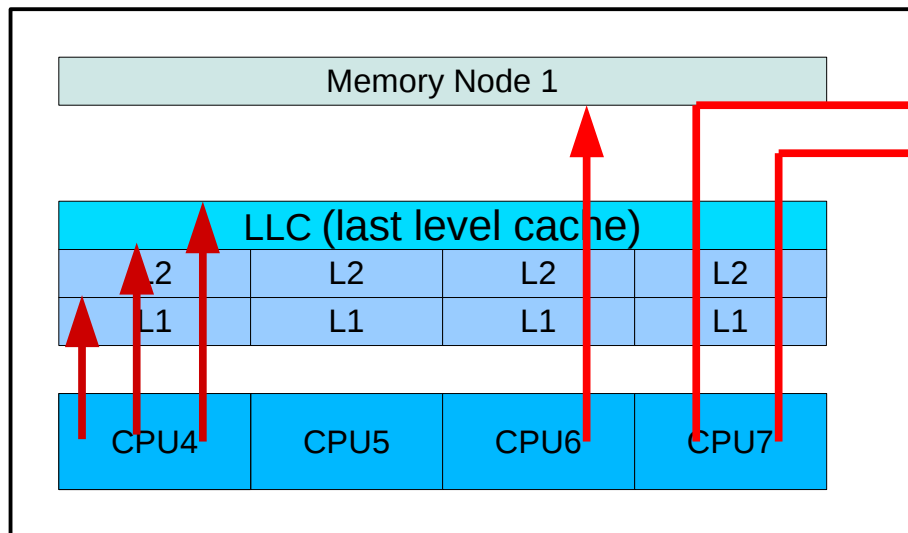 Memory Node 1
LLC (last level cache)
L2 L2 L2 L2
L1 L1 L1 L1
CPU4 CPU5 CPU6 CPU7